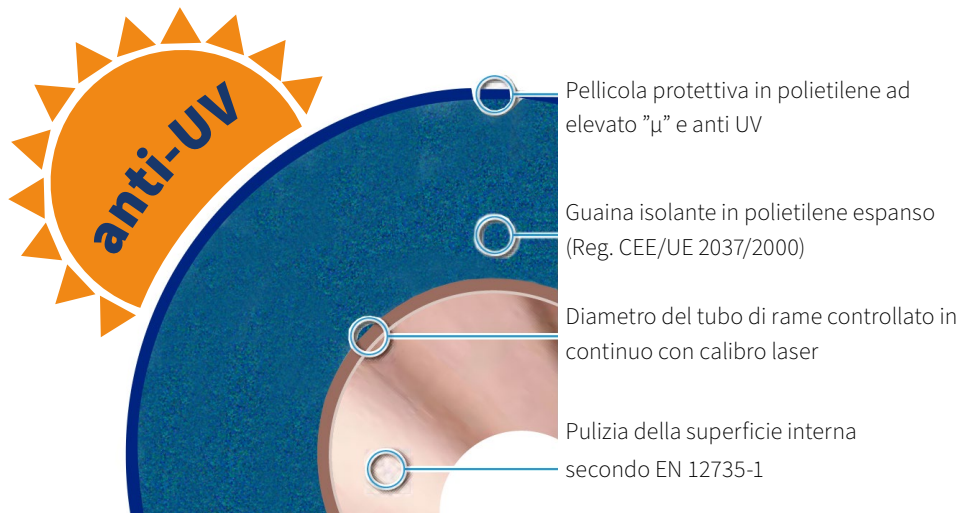 anti-UV
Pellicola protettiva in polietilene ad
elevato ”μ” e anti UV
Guaina isolante in polietilene espanso
(Reg. CEE/UE 2037/2000)
Diametro del tubo di rame controllato in
continuo con calibro laser
Pulizia della superficie interna
secondo EN 12735-1